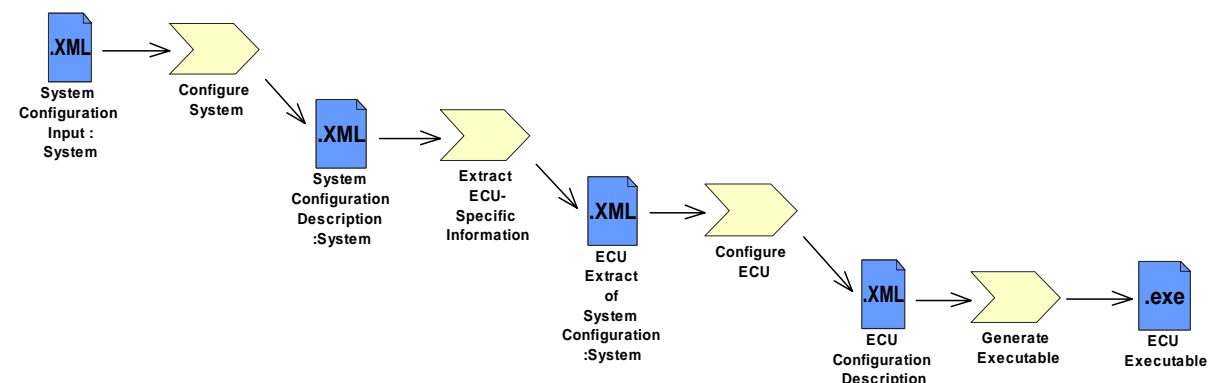 .XML
System
Configuration
Input :
System
Configure
System
.XML
System
Configuration
Description
:System
Extract
ECU-
Specific
Information
.XML
ECU
Extract
of
System
Configuration
:System
Configure
ECU
.XML
ECU
Configuration
Description
Generate
Executable
.exe
ECU
Executable